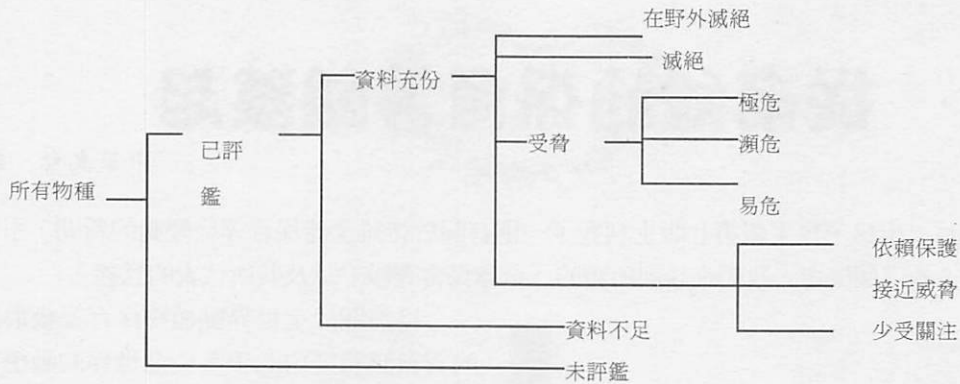 在野外滅絕
滅絕
資料充份
極危
受脅
瀕危
已評
鑑
所有物種
易危
依賴保護
接近威脅
資料不足
少受關注
未評鑑